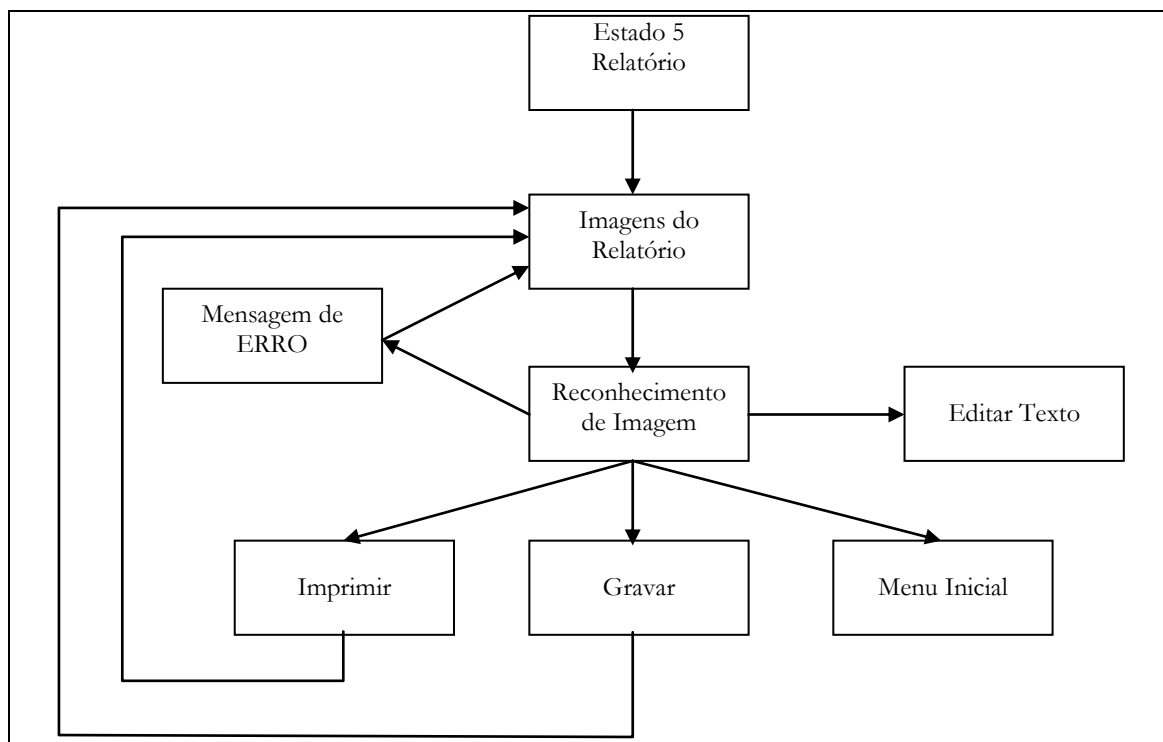 Estado 5
Relatório
Imagens do
Relatório
Mensagem de
ERRO
Reconhecimento
de Imagem
Editar Texto
Imprimir
Gravar
Menu Inicial